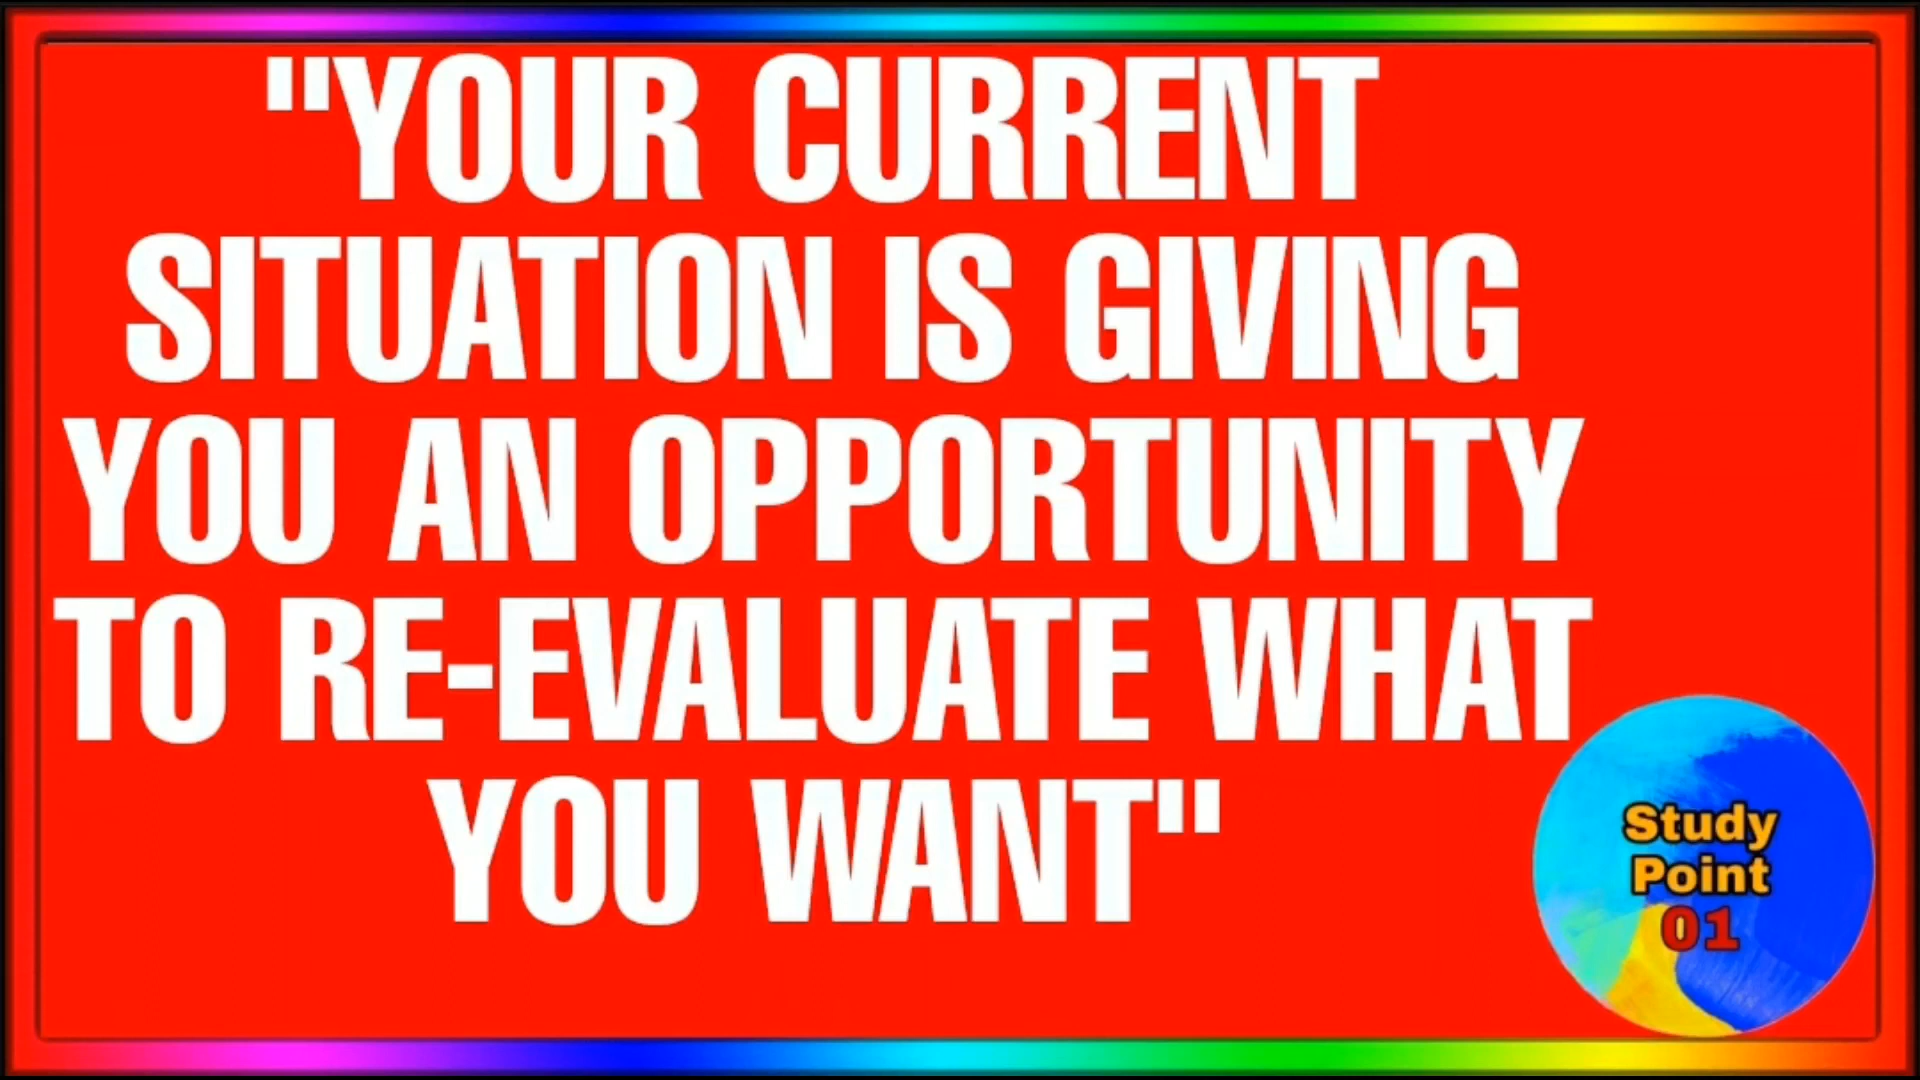 "YOUR CURRENT
SITUATION IS GIVING
YOU AN OPPORTUNITY
TO RE-EVALUATE WHAT
YOU WANT"
Study
Point
01